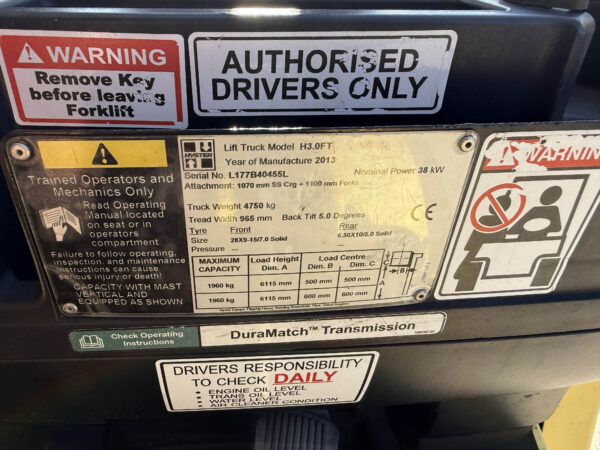 WARNING
Remove Key
before leaving
Forklift
AUTHORISED
DRIVERS ONLY
HYSTER
Lift Truck Model H3.0FT
Year of Manufacture 2013
Serial No. L177B40455L
Nominal Power 38 kW
Attachment: 1070 mm SS Crg + 1100 mm Forks
Truck Weight 4750 kg
Tread Width 965 mm Back Tilt 5.0 Degrees
Tyre Front Rear
Size: 28X9-15/7.0 Solid 6.50X10/5.0 Solid
Pressure ---
MAXIMUM CAPACITY Load Height Dim. A Load Centre Dim. B Dim. C
1960 kg 6115 mm 500 mm 500 mm
1960 kg 6115 mm 600 mm 600 mm
CE
B
C
A
Trained Operators and
Mechanics Only
Read Operating
Manual located
on seat or in
operators
compartment
Failure to follow operating,
inspection, and maintenance
instructions can cause
serious injury or death!
CAPACITY WITH MAST
VERTICAL AND
EQUIPPED AS SHOWN
WARNING
Check Operating
Instructions
DuraMatch™ Transmission
DRIVERS RESPONSIBILITY
TO CHECK DAILY
• ENGINE OIL LEVEL
• TRANS OIL LEVEL
• WATER LEVEL
• AIR CLEANER CONDITION